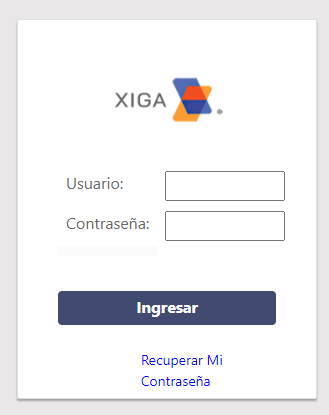 XIGA ®
Usuario:
Contraseña:
Ingresar
Recuperar Mi
Contraseña